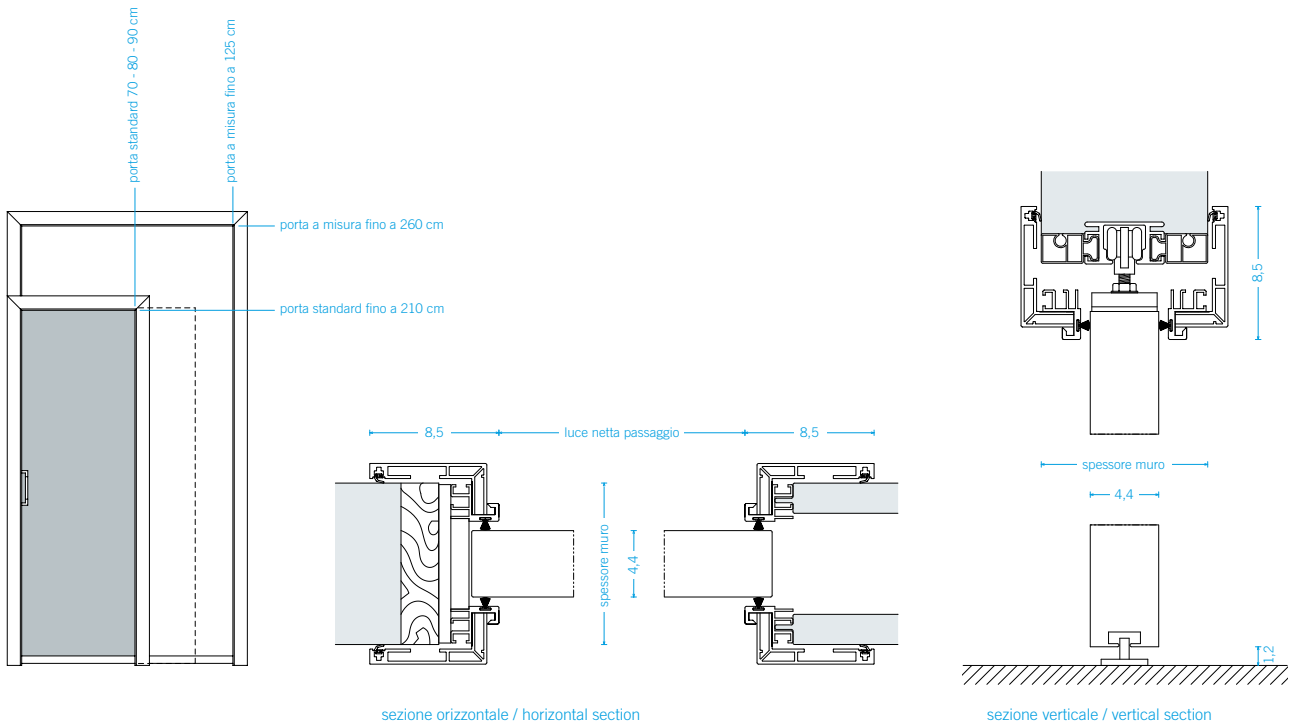 porta standard 70 - 80 - 90 cm
porta a misura fino a 125 cm
porta a misura fino a 260 cm
porta standard fino a 210 cm
8,5
luce netta passaggio
8,5
spessore muro
4,4
sezione orizzontale / horizontal section
8,5
spessore muro
4,4
1,2
sezione verticale / vertical section